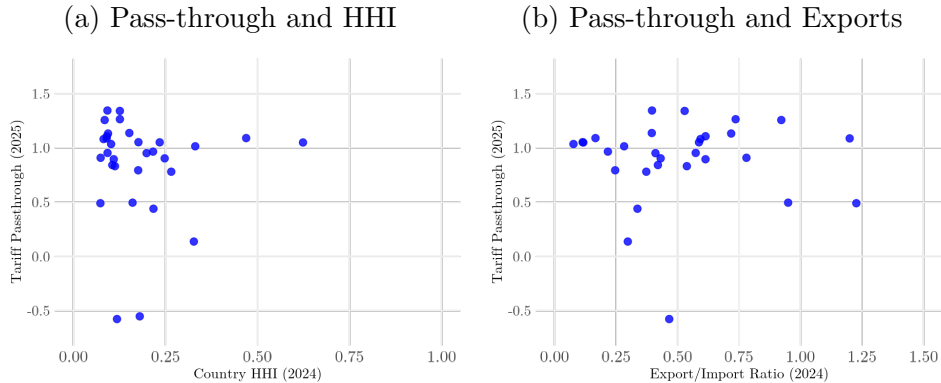 (a) Pass-through and HHI
Tariff Passthrough (2025)
1.5
1.0
0.5
0.0
-0.5
0.00 0.25 0.50 0.75 1.00
Country HHI (2024)
(b) Pass-through and Exports
Tariff Passthrough (2025)
1.5
1.0
0.5
0.0
-0.5
0.00 0.25 0.50 0.75 1.00 1.25 1.50
Export/Import Ratio (2024)